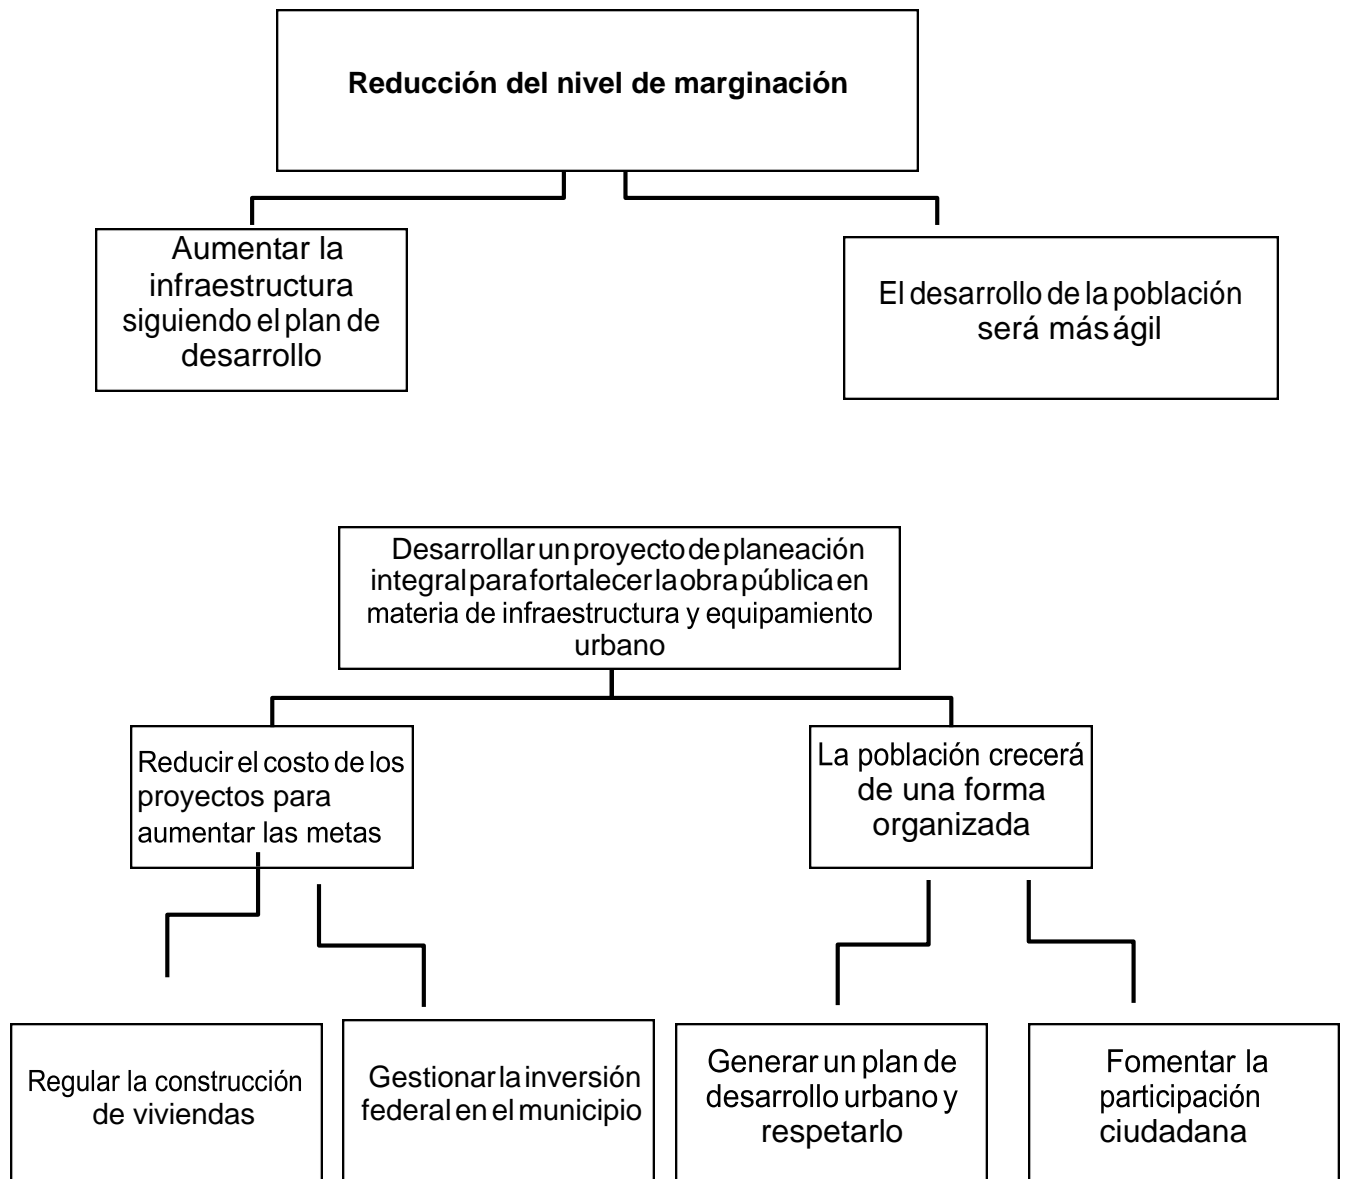 Reducción del nivel de marginación
Aumentar la
infraestructura
siguiendo el plan de
desarrollo
El desarrollo de la población
será más ágil
Desarrollar un proyecto de planeación
integral para fortalecer la obra pública en
materia de infraestructura y equipamiento
urbano
Reducir el costo de los
proyectos para
aumentar las metas
La población crecerá
de una forma
organizada
Regular la construcción
de viviendas
Gestionar la inversión
federal en el municipio
Generar un plan de
desarrollo urbano y
respetarlo
Fomentar la
participación
ciudadana